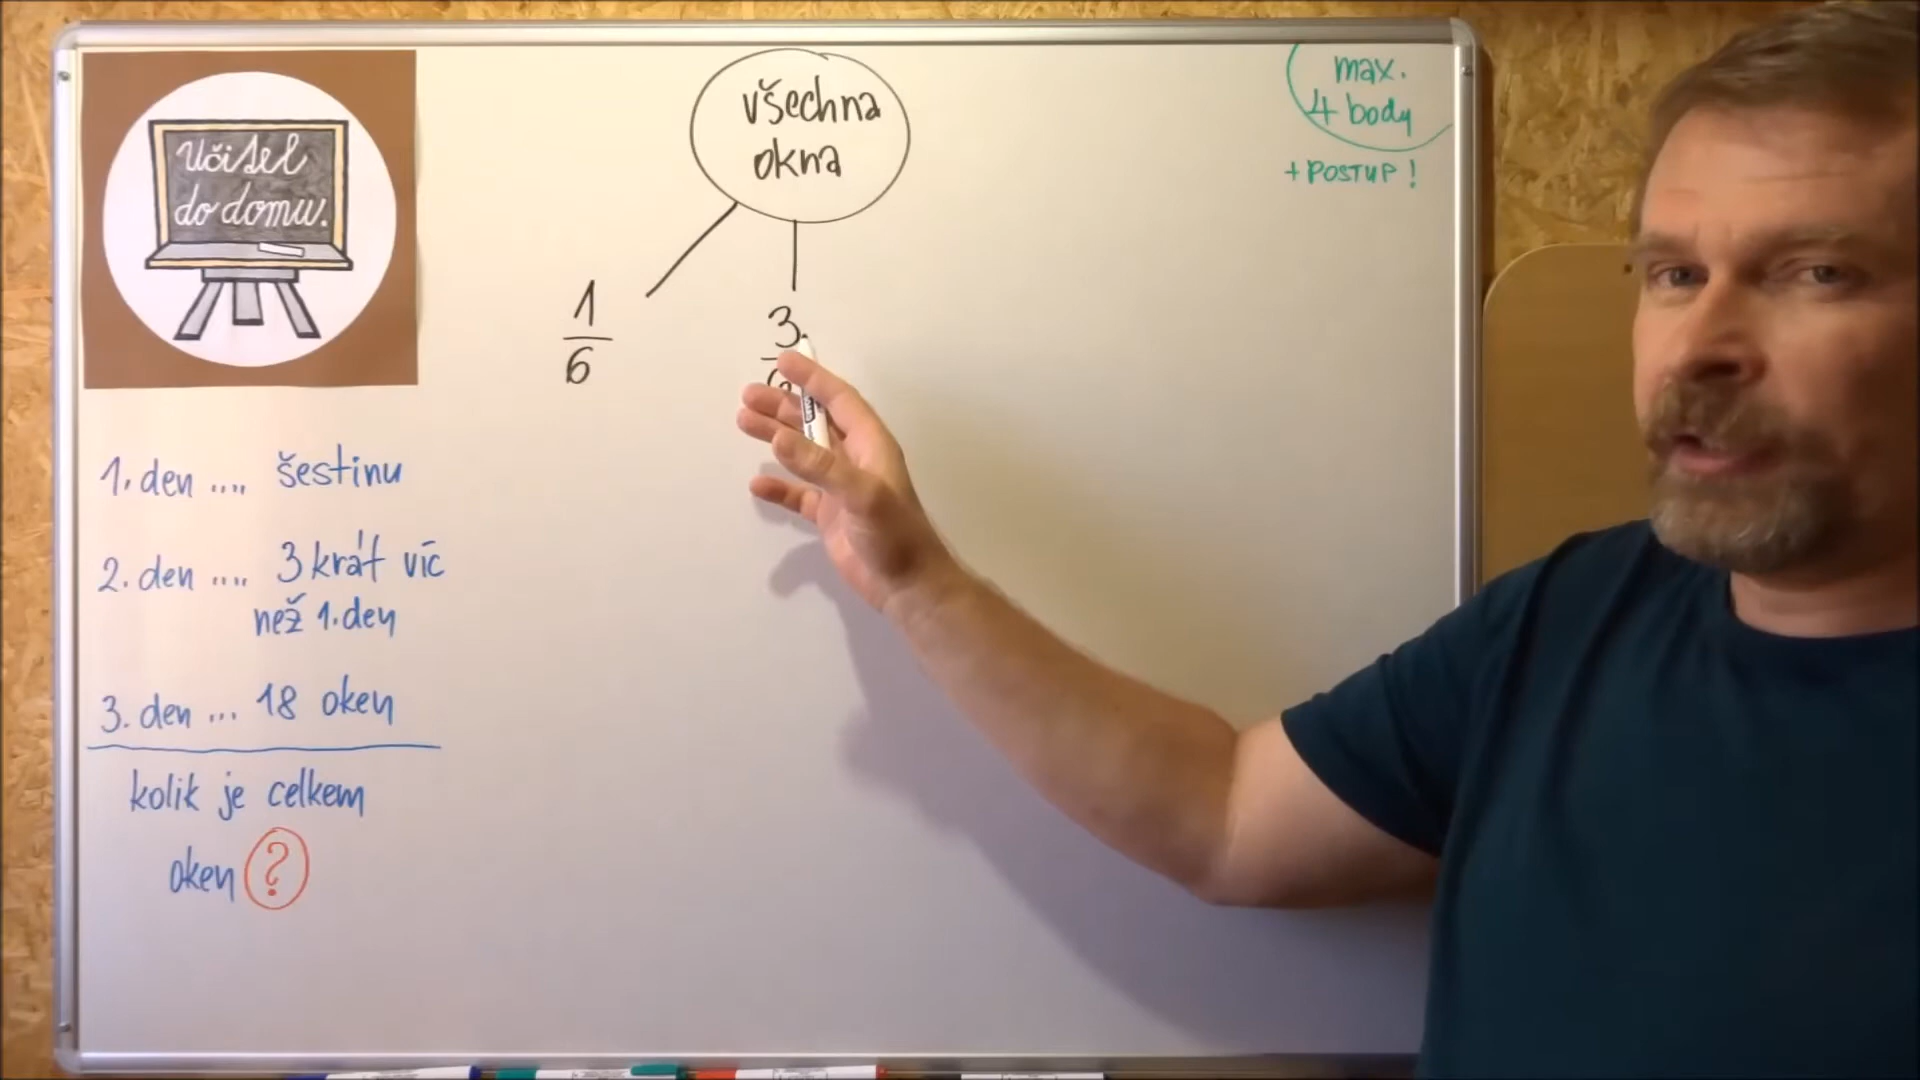 Učitel
do domu.
všechna
okna
max.
4 body
+ POSTUP !
1
6
3
6
1. den .... šestinu
2. den .... 3 krát víc
než 1. den
3. den ... 18 oken
kolik je celkem
oken ?